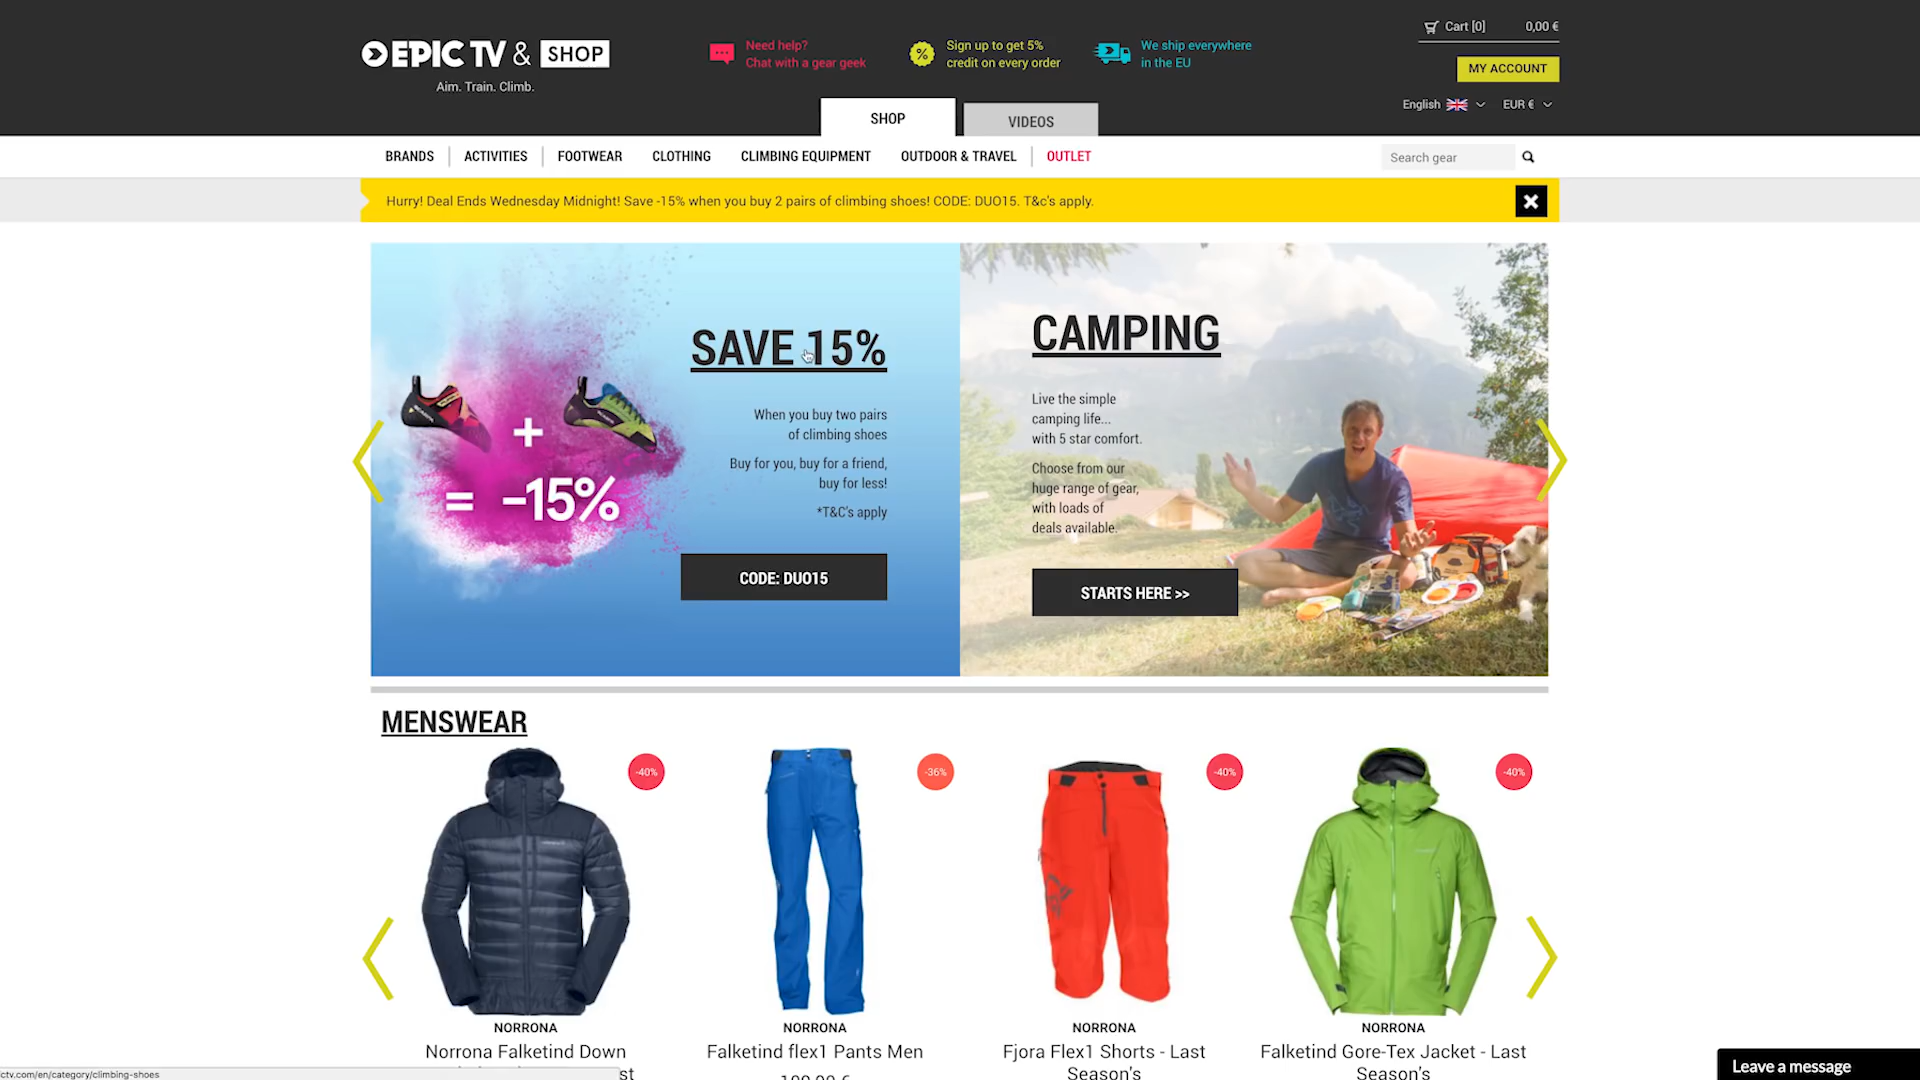 EPIC TV & SHOP
Aim. Train. Climb.
Need help?
Chat with a gear geek
Sign up to get 5%
credit on every order
We ship everywhere
in the EU
Cart [0] 0,00 €
MY ACCOUNT
English EUR €
SHOP VIDEOS
BRANDS ACTIVITIES FOOTWEAR CLOTHING CLIMBING EQUIPMENT OUTDOOR & TRAVEL OUTLET Search gear
Hurry! Deal Ends Wednesday Midnight! Save -15% when you buy 2 pairs of climbing shoes! CODE: DUO15. T&c's apply.
+
= -15%
SAVE 15%
When you buy two pairs
of climbing shoes
Buy for you, buy for a friend,
buy for less!
*T&C's apply
CODE: DUO15
CAMPING
Live the simple
camping life...
with 5 star comfort.
Choose from our
huge range of gear,
with loads of
deals available.
STARTS HERE >>
MENSWEAR
-40% -36% -40% -40%
NORRONA NORRONA NORRONA NORRONA
Norrona Falketind Down Falketind flex1 Pants Men Fjora Flex1 Shorts - Last Falketind Gore-Tex Jacket - Last
Season's Season's
Leave a message
ctv.com/en/category/climbing-shoes